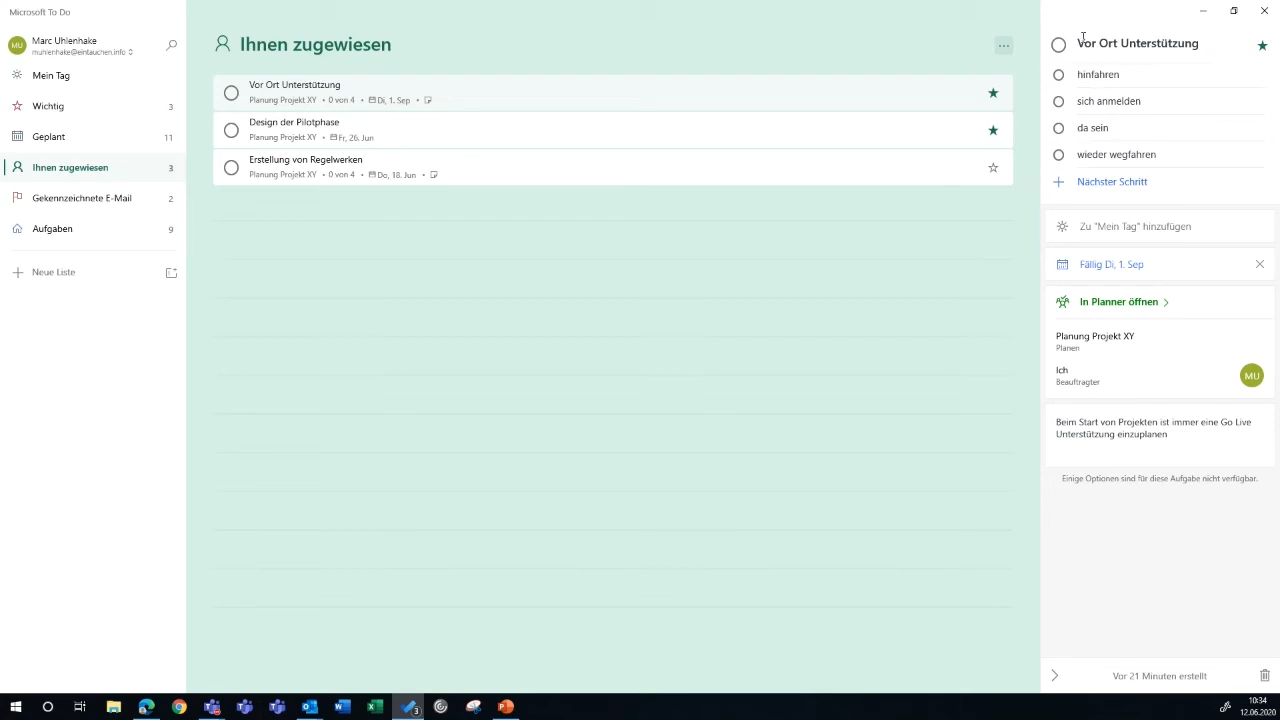 Microsoft To Do
MU
Marc Uhlenhake
muhlenhake@eintauchen.info
Mein Tag
Wichtig 3
Geplant 11
Ihnen zugewiesen 3
Gekennzeichnete E-Mail 2
Aufgaben 9
Neue Liste
Ihnen zugewiesen
Vor Ort Unterstützung
Planung Projekt XY • 0 von 4 • Di, 1. Sep •
Design der Pilotphase
Planung Projekt XY • Fr, 26. Jun
Erstellung von Regelwerken
Planung Projekt XY • 0 von 4 • Do, 18. Jun •
Vor Ort Unterstützung
hinfahren
sich anmelden
da sein
wieder wegfahren
Nächster Schritt
Zu "Mein Tag" hinzufügen
Fällig Di, 1. Sep
In Planner öffnen
Planung Projekt XY
Planen
Ich
Beauftragter
MU
Beim Start von Projekten ist immer eine Go Live
Unterstützung einzuplanen
Einige Optionen sind für diese Aufgabe nicht verfügbar.
Vor 21 Minuten erstellt
3
10:34
12.06.2020